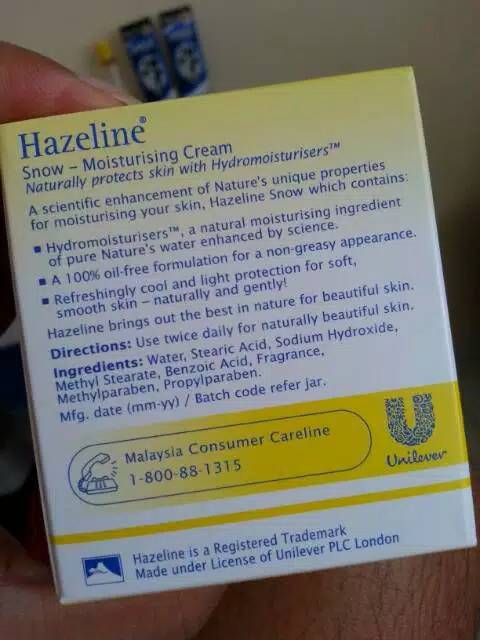 Hazeline®
Snow – Moisturising Cream
Naturally protects skin with Hydromoisturisers™
A scientific enhancement of Nature's unique properties
for moisturising your skin, Hazeline Snow which contains:
▪ Hydromoisturisers™, a natural moisturising ingredient
of pure Nature's water enhanced by science.
▪ A 100% oil-free formulation for a non-greasy appearance.
▪ Refreshingly cool and light protection for soft,
smooth skin – naturally and gently!
Hazeline brings out the best in nature for beautiful skin.
Directions: Use twice daily for naturally beautiful skin.
Ingredients: Water, Stearic Acid, Sodium Hydroxide,
Methyl Stearate, Benzoic Acid, Fragrance,
Methylparaben, Propylparaben.
Mfg. date (mm-yy) / Batch code refer jar.
Malaysia Consumer Careline
1-800-88-1315
Unilever
Hazeline is a Registered Trademark
Made under License of Unilever PLC London